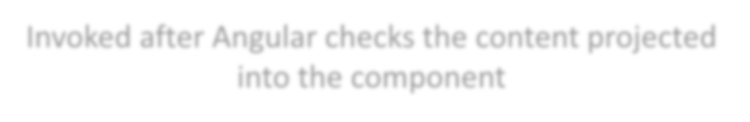 Invoked after Angular checks the content projected
into the component